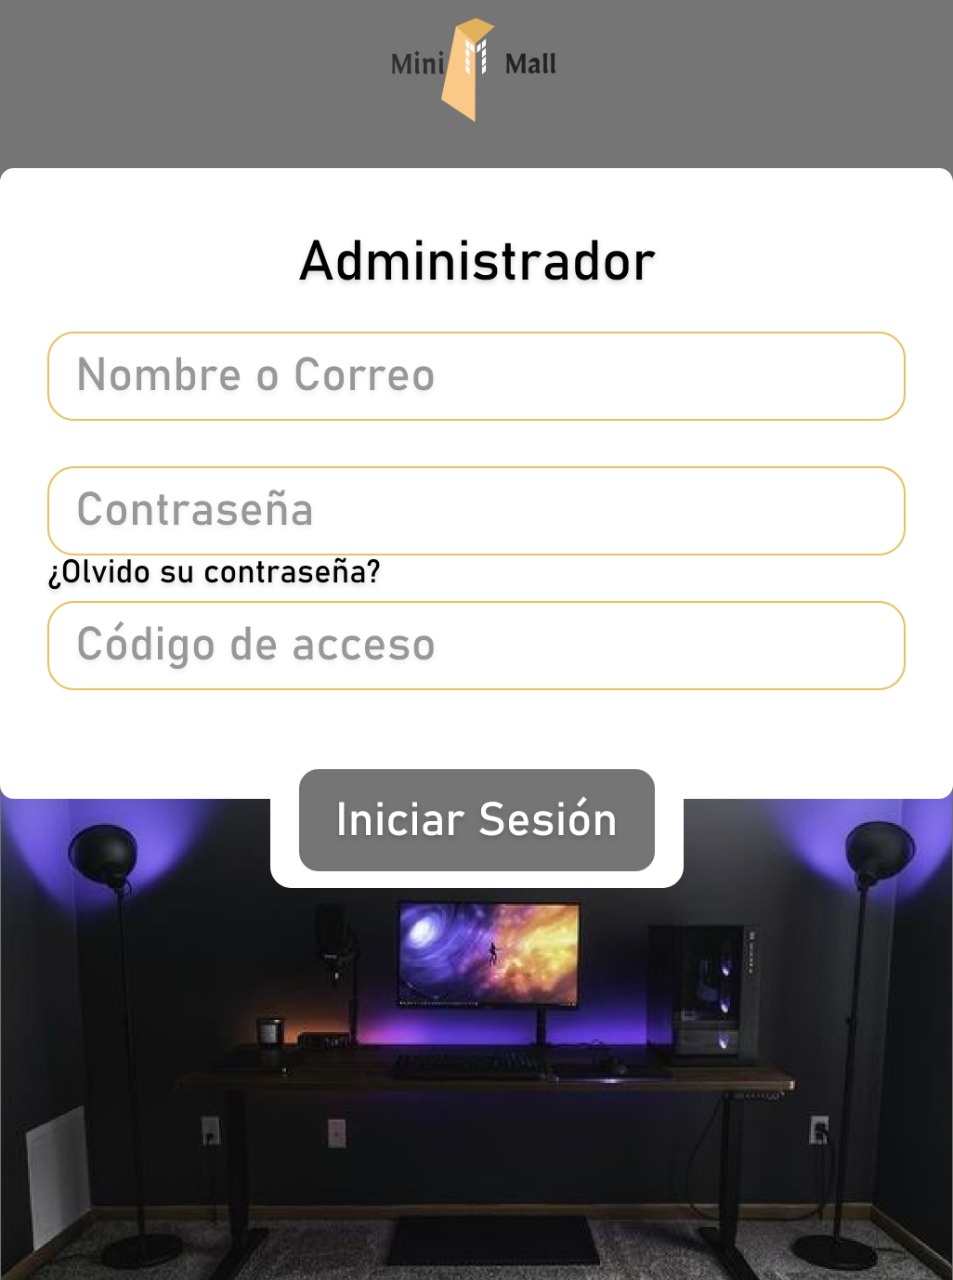 Mini Mall
Administrador
Nombre o Correo
Contraseña
¿Olvido su contraseña?
Código de acceso
Iniciar Sesión